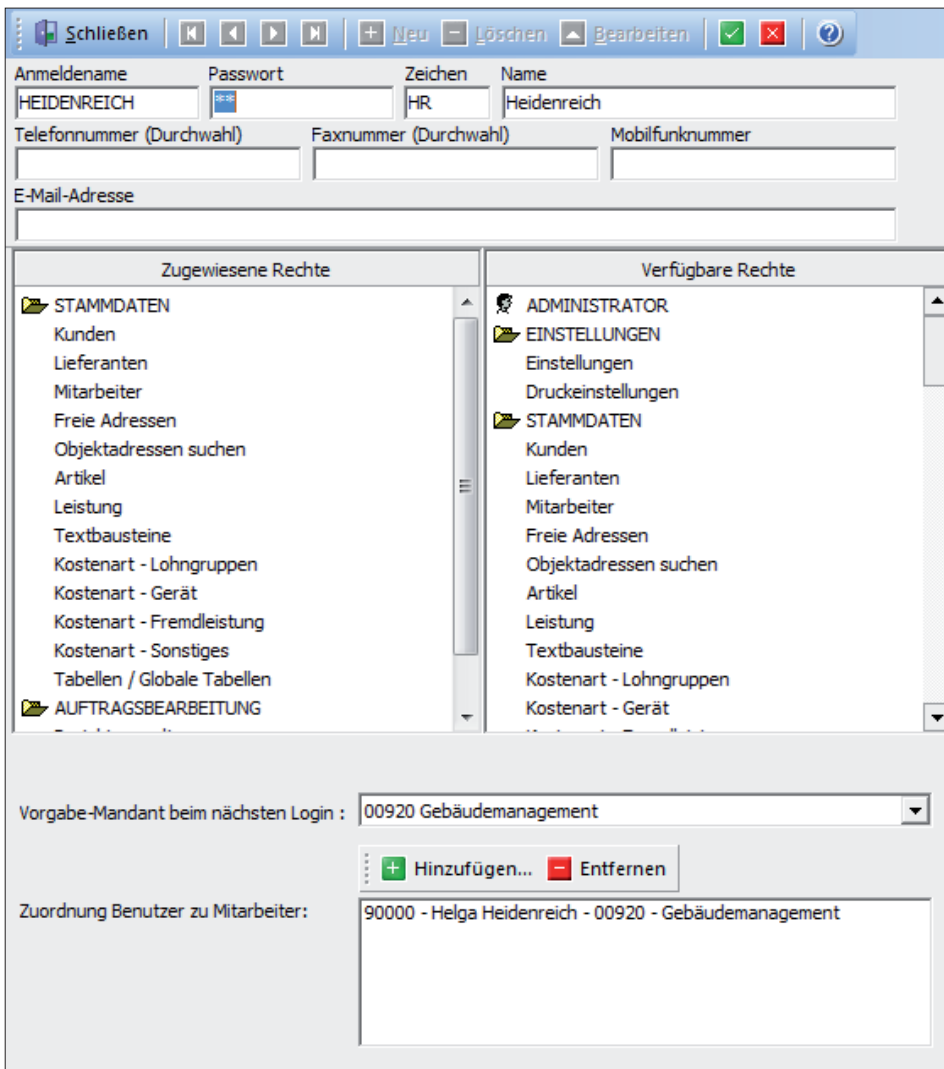 Schließen Neu Löschen Bearbeiten
Anmeldename Passwort Zeichen Name
HEIDENREICH ** HR Heidenreich
Telefonnummer (Durchwahl) Faxnummer (Durchwahl) Mobilfunknummer
E-Mail-Adresse
Zugewiesene Rechte
STAMMDATEN
Kunden
Lieferanten
Mitarbeiter
Freie Adressen
Objektadressen suchen
Artikel
Leistung
Textbausteine
Kostenart - Lohngruppen
Kostenart - Gerät
Kostenart - Fremdleistung
Kostenart - Sonstiges
Tabellen / Globale Tabellen
AUFTRAGSBEARBEITUNG
Verfügbare Rechte
ADMINISTRATOR
EINSTELLUNGEN
Einstellungen
Druckeinstellungen
STAMMDATEN
Kunden
Lieferanten
Mitarbeiter
Freie Adressen
Objektadressen suchen
Artikel
Leistung
Textbausteine
Kostenart - Lohngruppen
Kostenart - Gerät
Vorgabe-Mandant beim nächsten Login : 00920 Gebäudemanagement
Hinzufügen... Entfernen
Zuordnung Benutzer zu Mitarbeiter: 90000 - Helga Heidenreich - 00920 - Gebäudemanagement